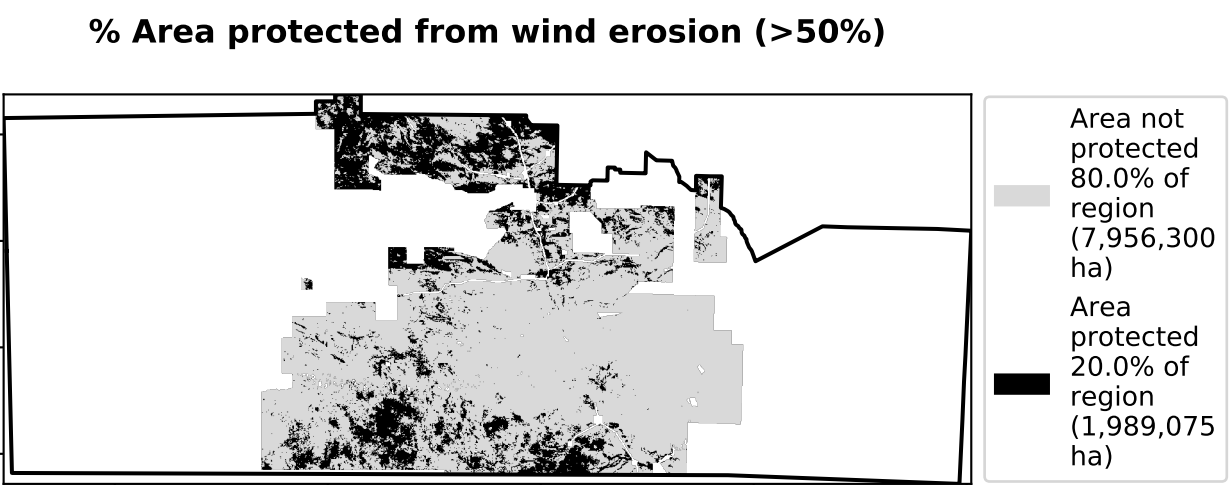 % Area protected from wind erosion (>50%)
Area not
protected
80.0% of
region
(7,956,300
ha)
Area
protected
20.0% of
region
(1,989,075
ha)